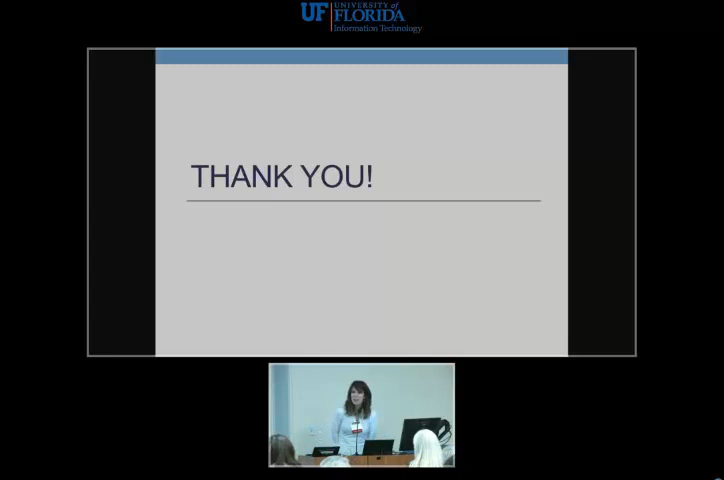 UF UNIVERSITY of
FLORIDA
Information Technology
THANK YOU!